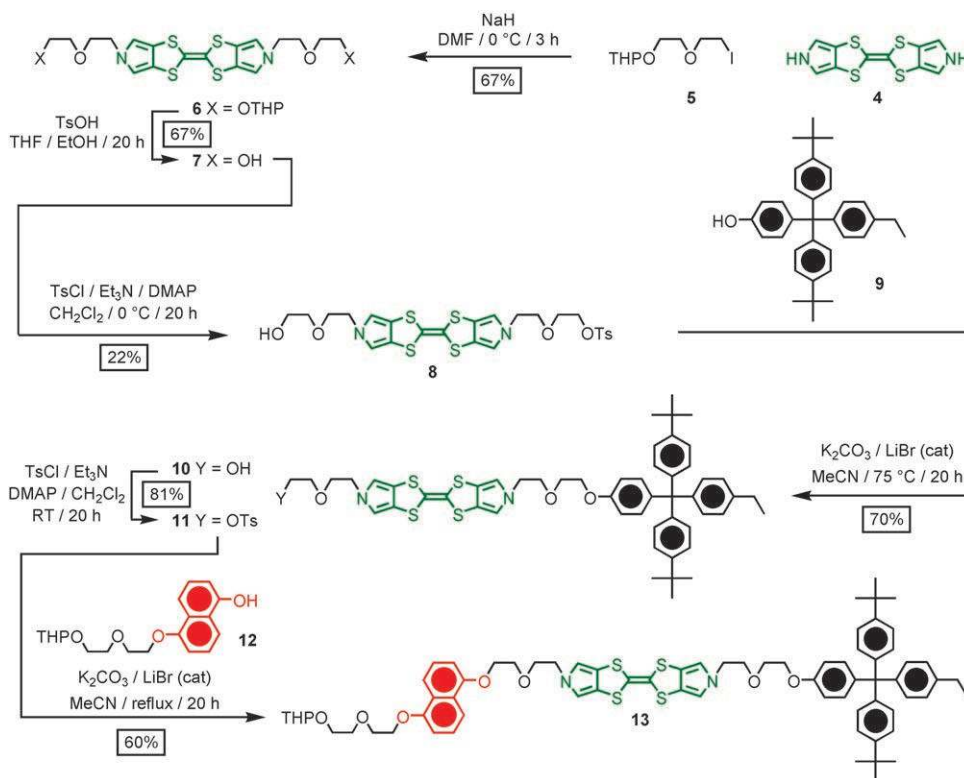 NaH
DMF / 0 °C / 3 h
67%
X
O
N
S
S
S
S
N
O
X
THPO
O
I
5
HN
S
S
S
S
NH
4
6 X = OTHP
TsOH
THF / EtOH / 20 h
67%
7 X = OH
HO
9
TsCl / Et₃N / DMAP
CH₂Cl₂ / 0 °C / 20 h
22%
HO
O
N
S
S
S
S
N
O
OTs
8
TsCl / Et₃N
DMAP / CH₂Cl₂
RT / 20 h
10 Y = OH
81%
11 Y = OTs
Y
O
N
S
S
S
S
N
O
O
K₂CO₃ / LiBr (cat)
MeCN / 75 °C / 20 h
70%
OH
THPO
O
O
12
K₂CO₃ / LiBr (cat)
MeCN / reflux / 20 h
60%
THPO
O
O
O
O
N
S
S
S
S
N
O
O
13